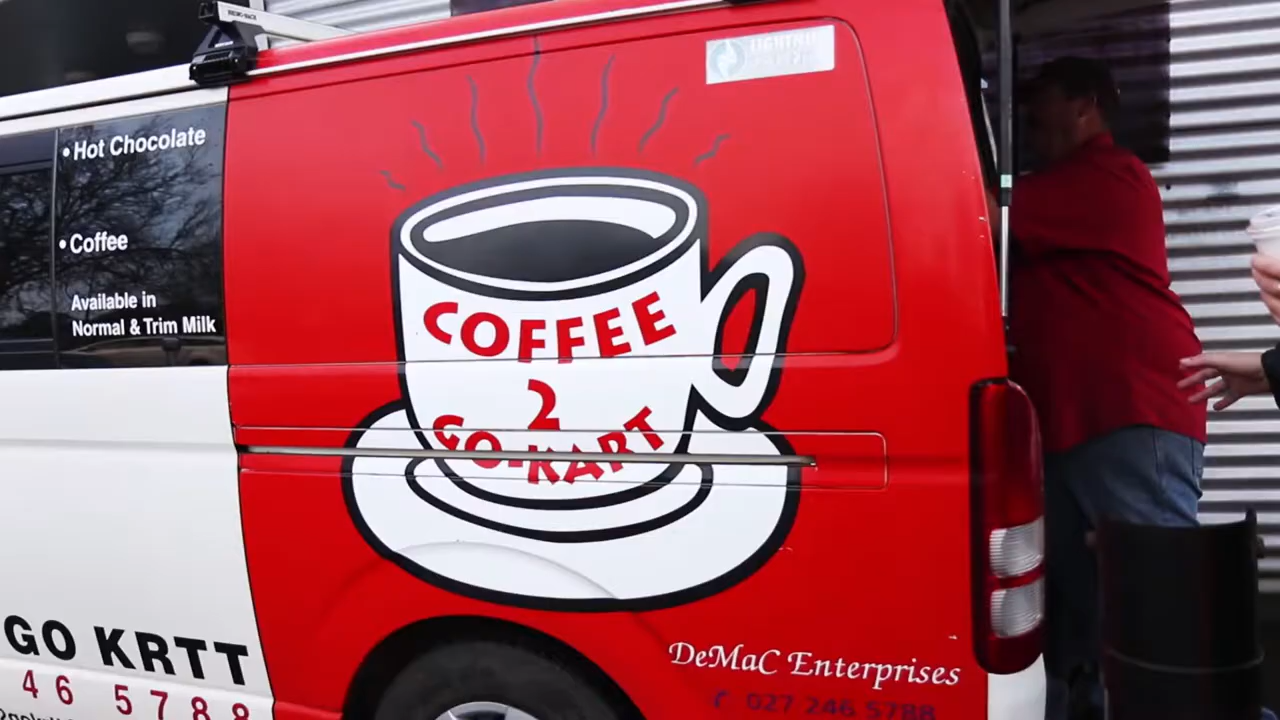 • Hot Chocolate
• Coffee
Available in
Normal & Trim Milk
COFFEE
2
GO-KART
GO KRTT
46 5788
DeMaC Enterprises
027 246 5788